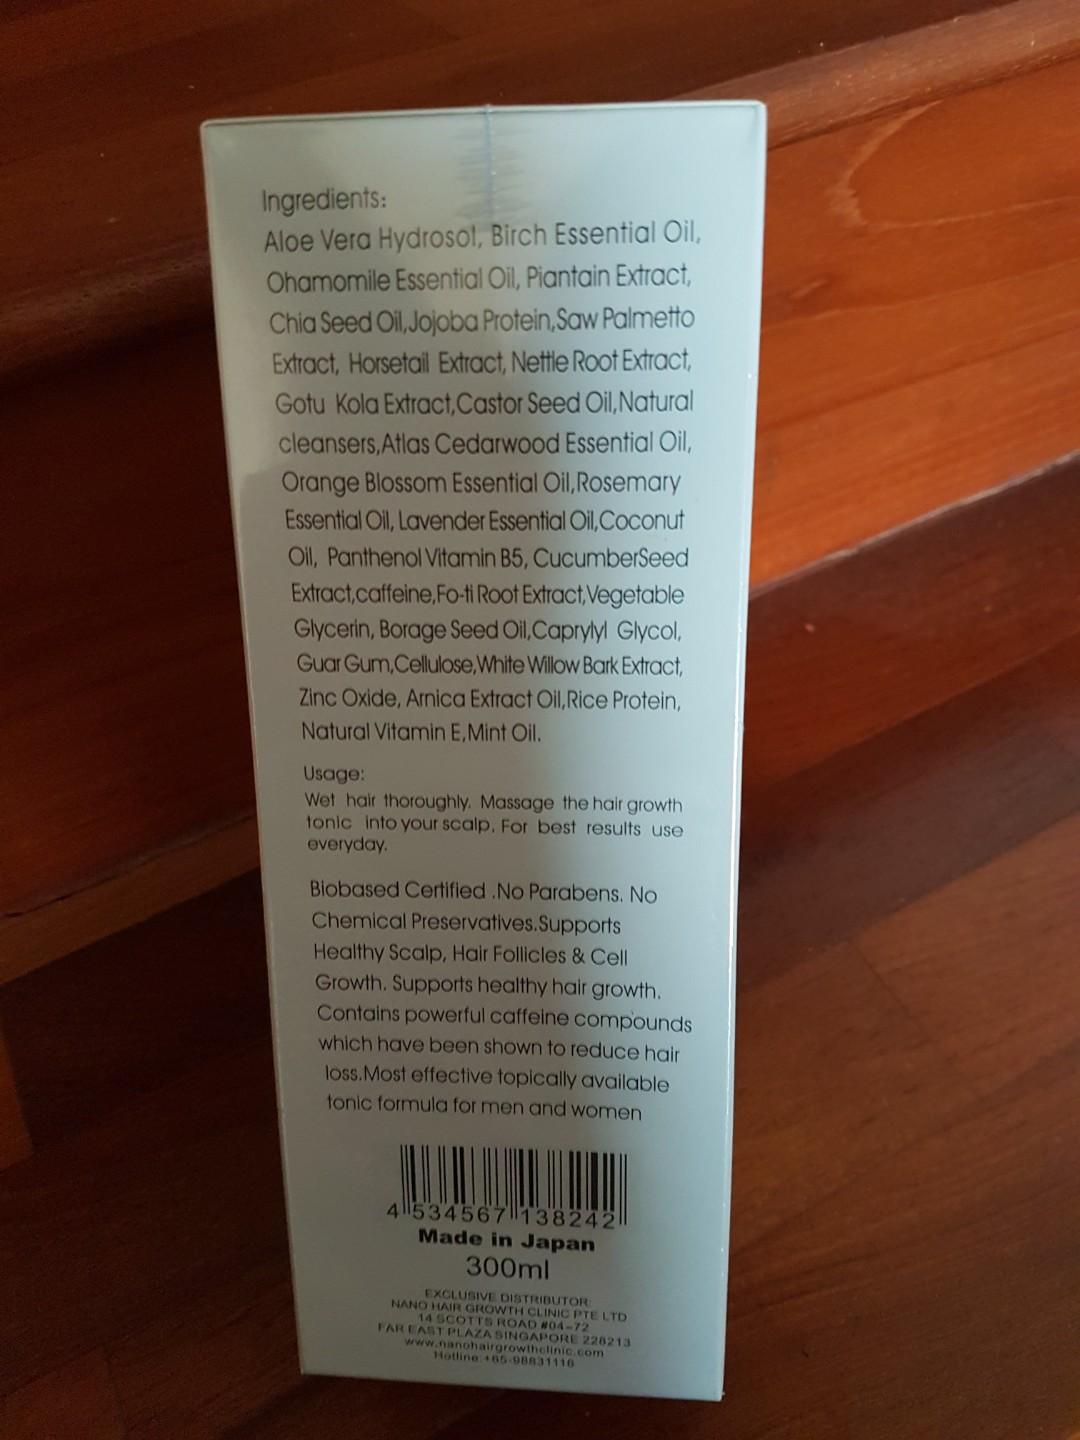 Ingredients:
Aloe Vera Hydrosol, Birch Essential Oil,
Ohamomile Essential Oil, Piantain Extract,
Chia Seed Oil,Jojoba Protein,Saw Palmetto
Extract, Horsetail Extract, Nettle Root Extract,
Gotu Kola Extract,Castor Seed Oil,Natural
cleansers,Atlas Cedarwood Essential Oil,
Orange Blossom Essential Oil,Rosemary
Essential Oil, Lavender Essential Oil,Coconut
Oil, Panthenol Vitamin B5, CucumberSeed
Extract,caffeine,Fo-ti Root Extract,Vegetable
Glycerin, Borage Seed Oil,Caprylyl Glycol,
Guar Gum,Cellulose,White Willow Bark Extract,
Zinc Oxide, Arnica Extract Oil,Rice Protein,
Natural Vitamin E,Mint Oil.
Usage:
Wet hair thoroughly. Massage the hair growth
tonic into your scalp. For best results use
everyday.
Biobased Certified .No Parabens. No
Chemical Preservatives.Supports
Healthy Scalp, Hair Follicles & Cell
Growth. Supports healthy hair growth.
Contains powerful caffeine compounds
which have been shown to reduce hair
loss.Most effective topically available
tonic formula for men and women
4 534567 138242
Made in Japan
300ml
EXCLUSIVE DISTRIBUTOR:
NANO HAIR GROWTH CLINIC PTE LTD
14 SCOTTS ROAD #04-72
FAR EAST PLAZA SINGAPORE 228213
www.nanohairgrowthclinic.com
Hotline:+65-98831116